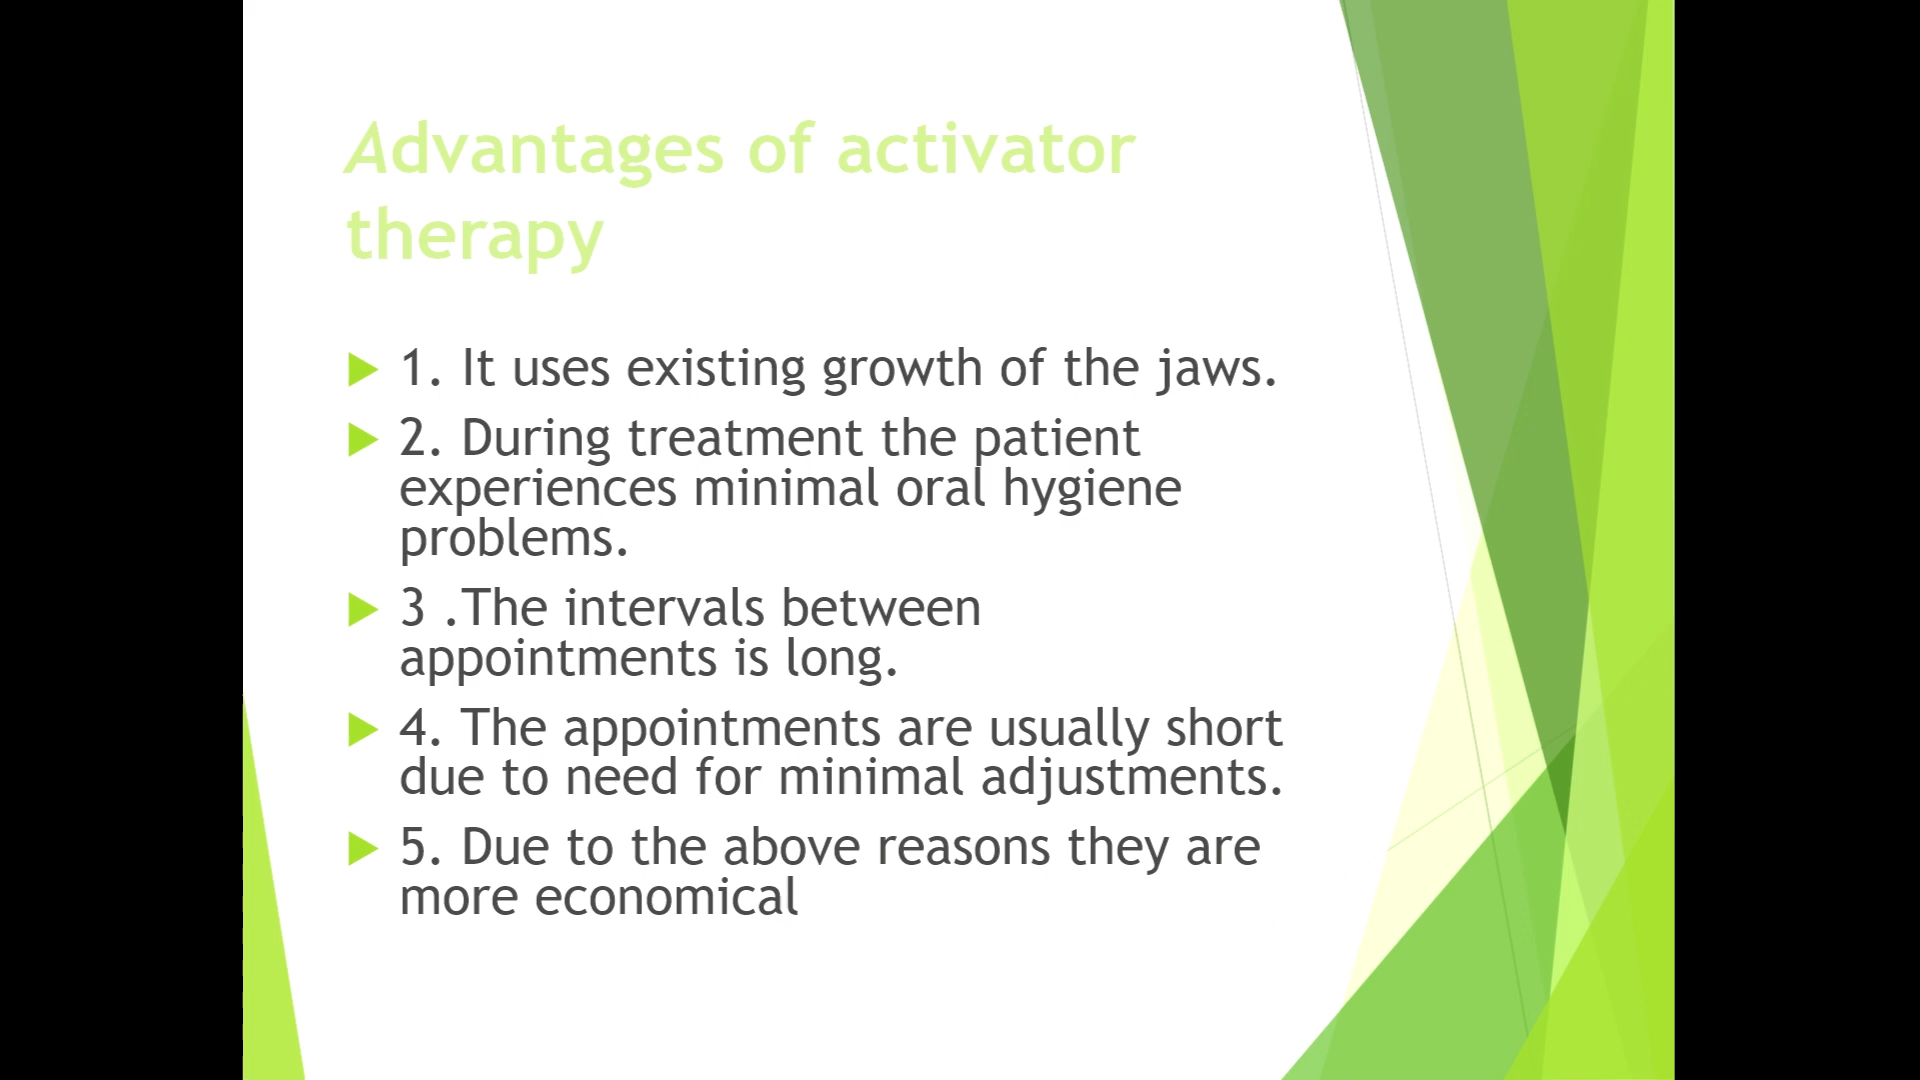 Advantages of activator
therapy
1. It uses existing growth of the jaws.
2. During treatment the patient
experiences minimal oral hygiene
problems.
3 .The intervals between
appointments is long.
4. The appointments are usually short
due to need for minimal adjustments.
5. Due to the above reasons they are
more economical